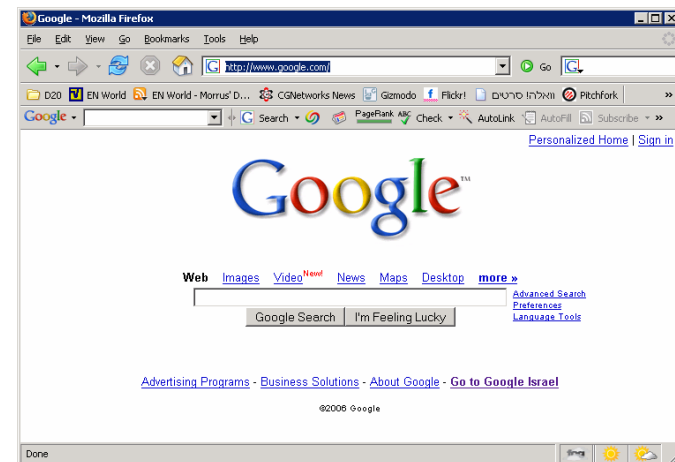 Google - Mozilla Firefox
File Edit View Go Bookmarks Tools Help
http://www.google.com/ Go
D20 EN World EN World - Morrus' D... CGNetworks News Gizmodo Flickr! וואלה! סרטים Pitchfork »
Google Search PageRank ABC Check AutoLink AutoFill Subscribe »
Personalized Home | Sign in
Google™
Web Images Video New! News Maps Desktop more »
Advanced Search
Preferences
Language Tools
Google Search I'm Feeling Lucky
Advertising Programs - Business Solutions - About Google - Go to Google Israel
©2006 Google
Done